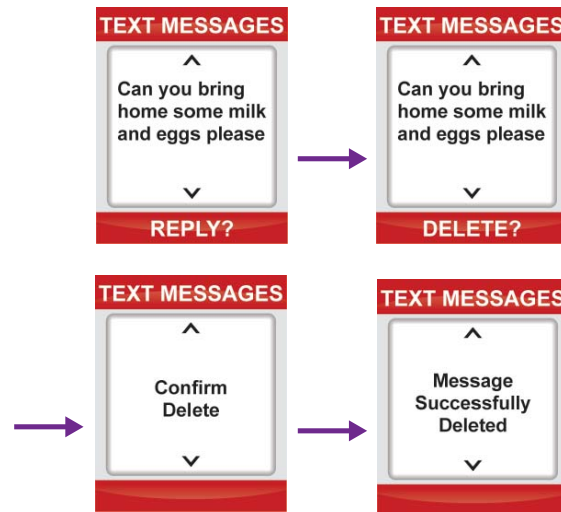 TEXT MESSAGES
Can you bring
home some milk
and eggs please
REPLY?
TEXT MESSAGES
Can you bring
home some milk
and eggs please
DELETE?
TEXT MESSAGES
Confirm
Delete
TEXT MESSAGES
Message
Successfully
Deleted